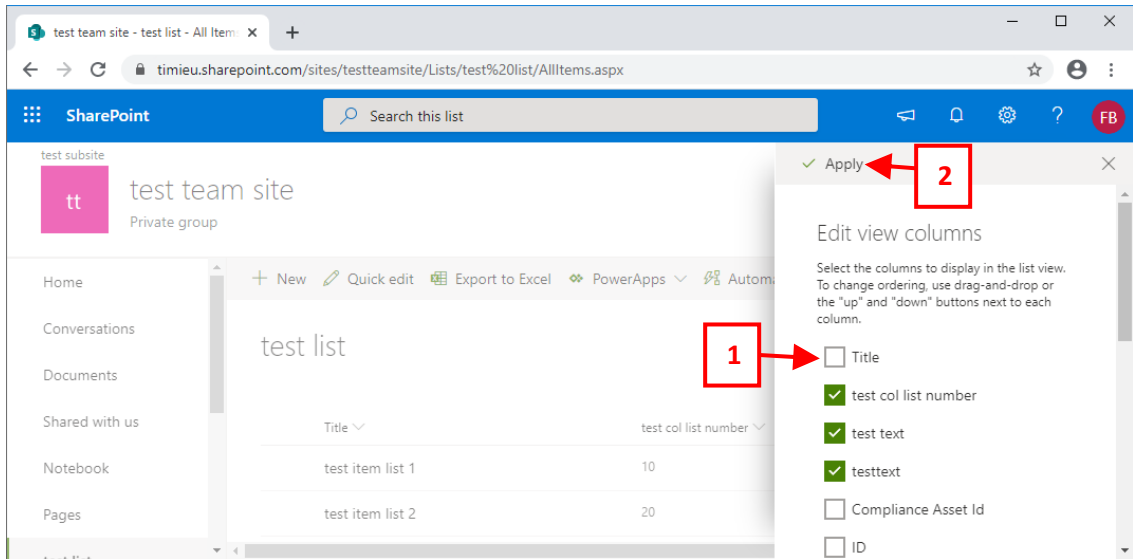 test team site - test list - All Item
timieu.sharepoint.com/sites/testteamsite/Lists/test%20list/AllItems.aspx
SharePoint
Search this list
?
FB
test subsite
tt
test team site
Private group
Apply
2
Edit view columns
Select the columns to display in the list view.
To change ordering, use drag-and-drop or
the "up" and "down" buttons next to each
column.
Home
Conversations
Documents
Shared with us
Notebook
Pages
test list
+ New
Quick edit
Export to Excel
PowerApps
Automa
test list
1
Title
test col list number
test item list 1
10
test item list 2
20
Title
test col list number
test text
testtext
Compliance Asset Id
ID